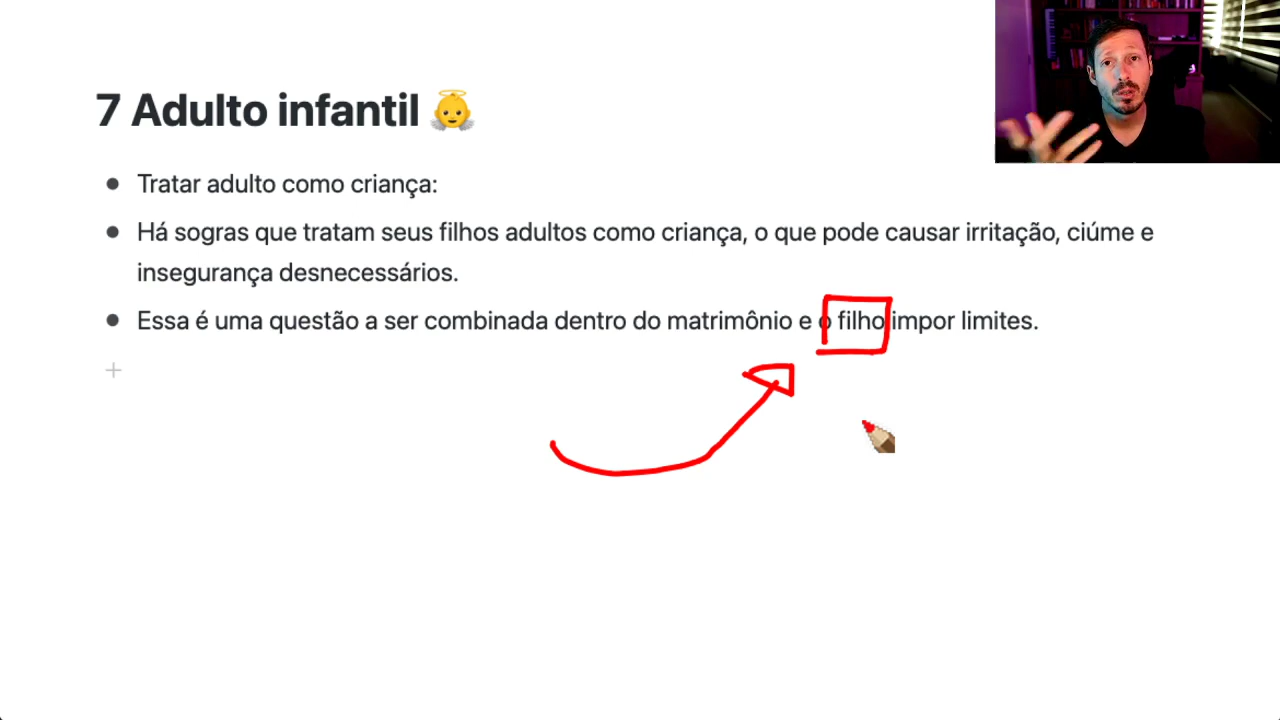 7 Adulto infantil 👼
Tratar adulto como criança:
Há sogras que tratam seus filhos adultos como criança, o que pode causar irritação, ciúme e
insegurança desnecessários.
Essa é uma questão a ser combinada dentro do matrimônio e o filho impor limites.